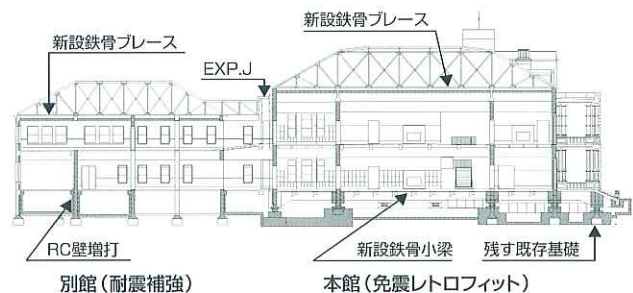 新設鉄骨ブレース
新設鉄骨ブレース
EXP.J
RC壁増打
新設鉄骨小梁
残す既存基礎
別館(耐震補強)
本館(免震レトロフィット)